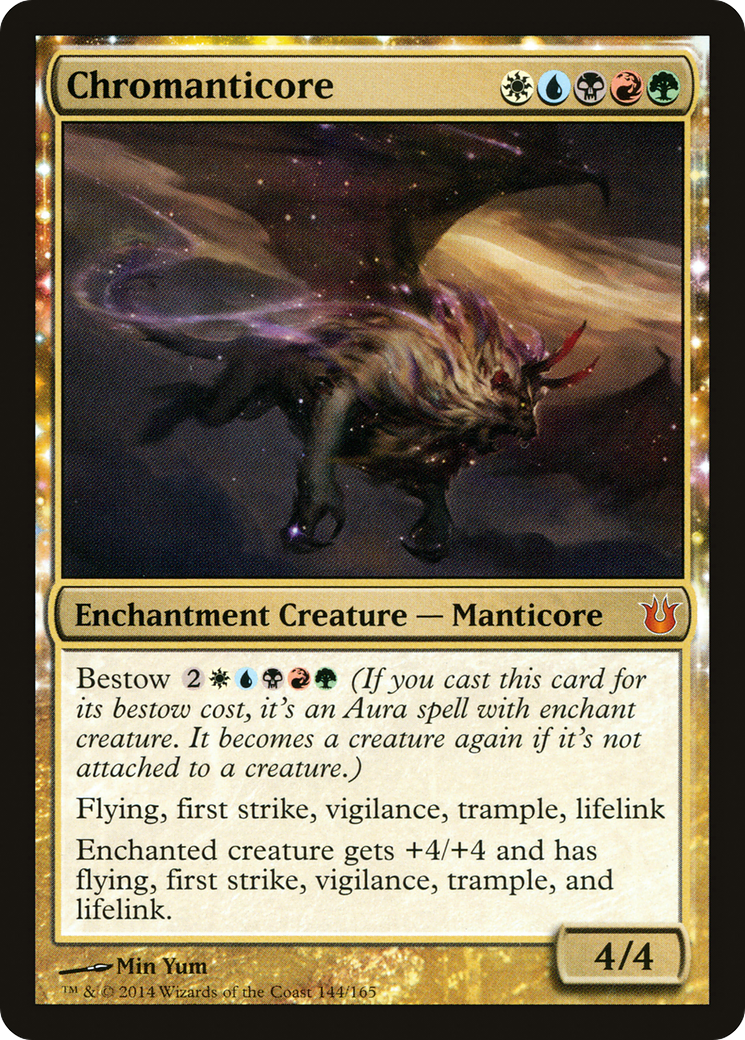 Chromanticore
Enchantment Creature — Manticore
Bestow 2 (If you cast this card for
its bestow cost, it's an Aura spell with enchant
creature. It becomes a creature again if it's not
attached to a creature.)
Flying, first strike, vigilance, trample, lifelink
Enchanted creature gets +4/+4 and has
flying, first strike, vigilance, trample, and
lifelink.
4/4
Min Yum
™ & © 2014 Wizards of the Coast 144/165